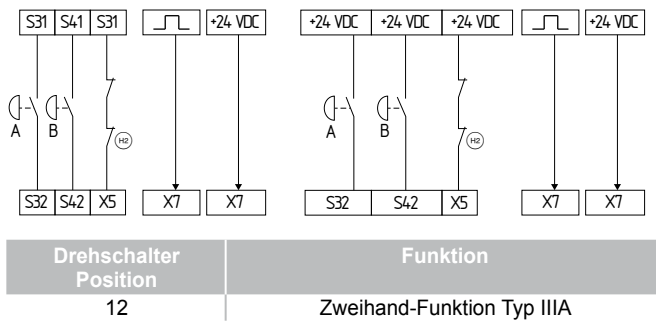 S31 S41 S31 +24 VDC +24 VDC +24 VDC +24 VDC +24 VDC
A B H2 A B H2
S32 S42 X5 X7 X7 S32 S42 X5 X7 X7
Drehschalter Position Funktion
12 Zweihand-Funktion Typ IIIA